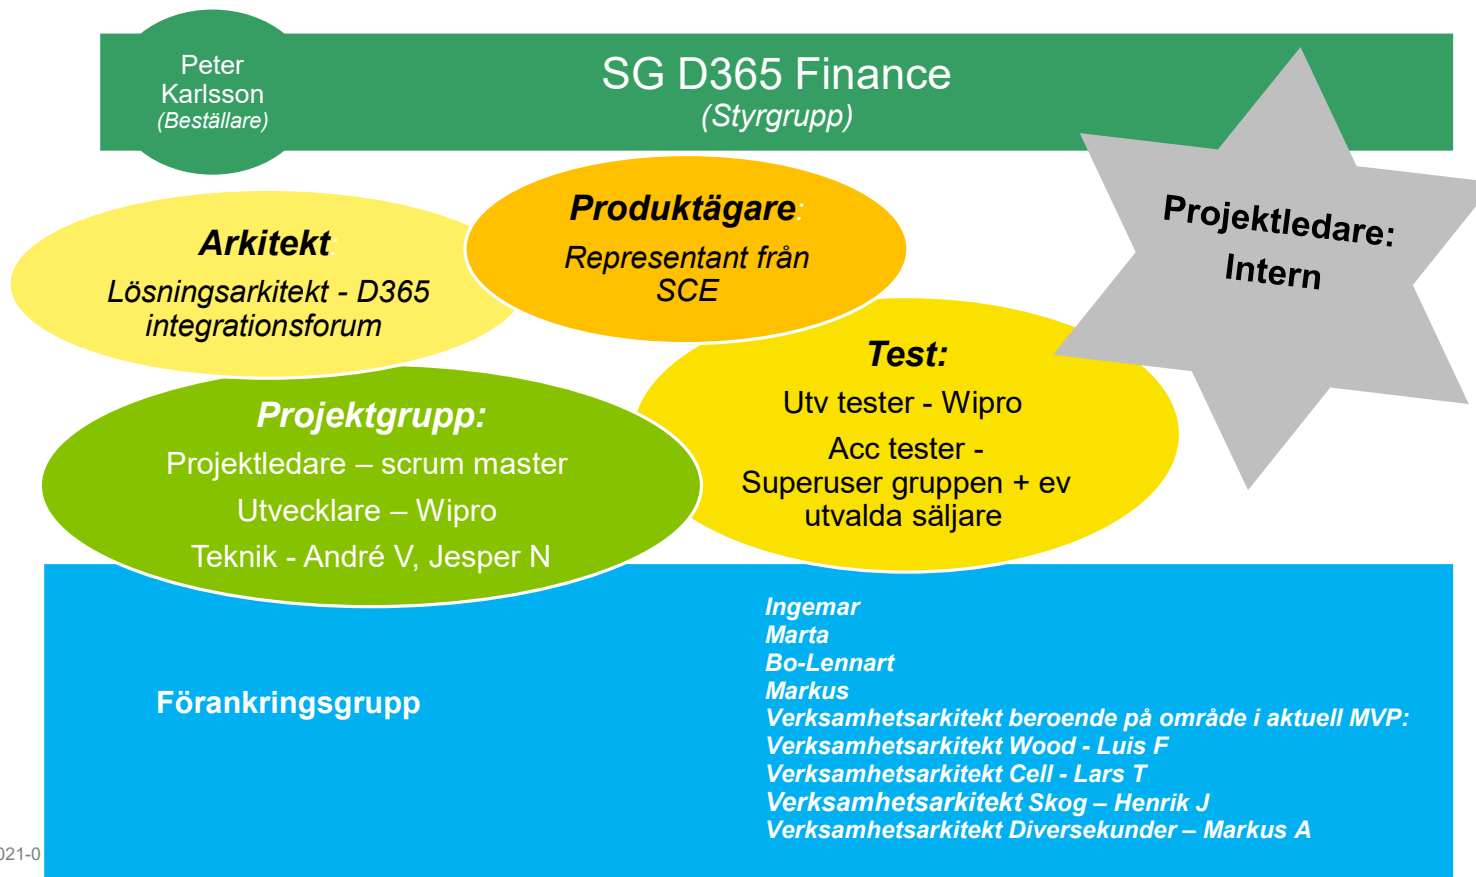 Peter
Karlsson
(Beställare)
SG D365 Finance
(Styrgrupp)
Projektledare:
Intern
Produktägare:
Representant från
SCE
Arkitekt:
Lösningsarkitekt - D365
integrationsforum
Test:
Utv tester - Wipro
Acc tester -
Superuser gruppen + ev
utvalda säljare
Projektgrupp:
Projektledare – scrum master
Utvecklare – Wipro
Teknik - André V, Jesper N
Förankringsgrupp
Ingemar
Marta
Bo-Lennart
Markus
Verksamhetsarkitekt beroende på område i aktuell MVP:
Verksamhetsarkitekt Wood - Luis F
Verksamhetsarkitekt Cell - Lars T
Verksamhetsarkitekt Skog – Henrik J
Verksamhetsarkitekt Diversekunder – Markus A
021-0